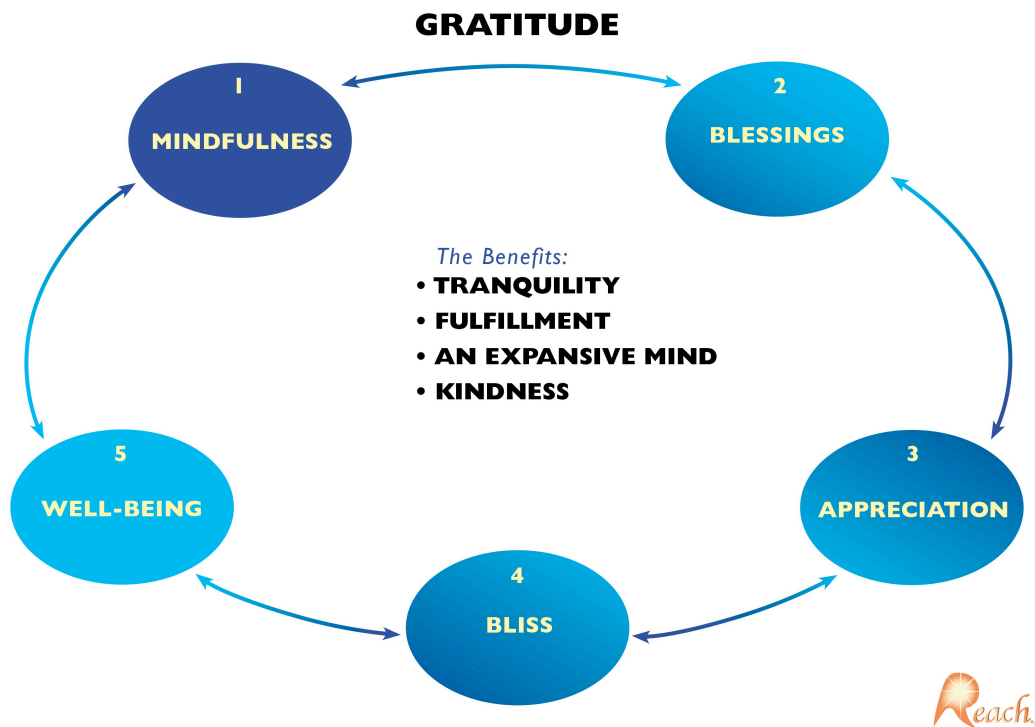 GRATITUDE
1
MINDFULNESS
2
BLESSINGS
The Benefits:
• TRANQUILITY
• FULFILLMENT
• AN EXPANSIVE MIND
• KINDNESS
5
WELL-BEING
3
APPRECIATION
4
BLISS
Reach